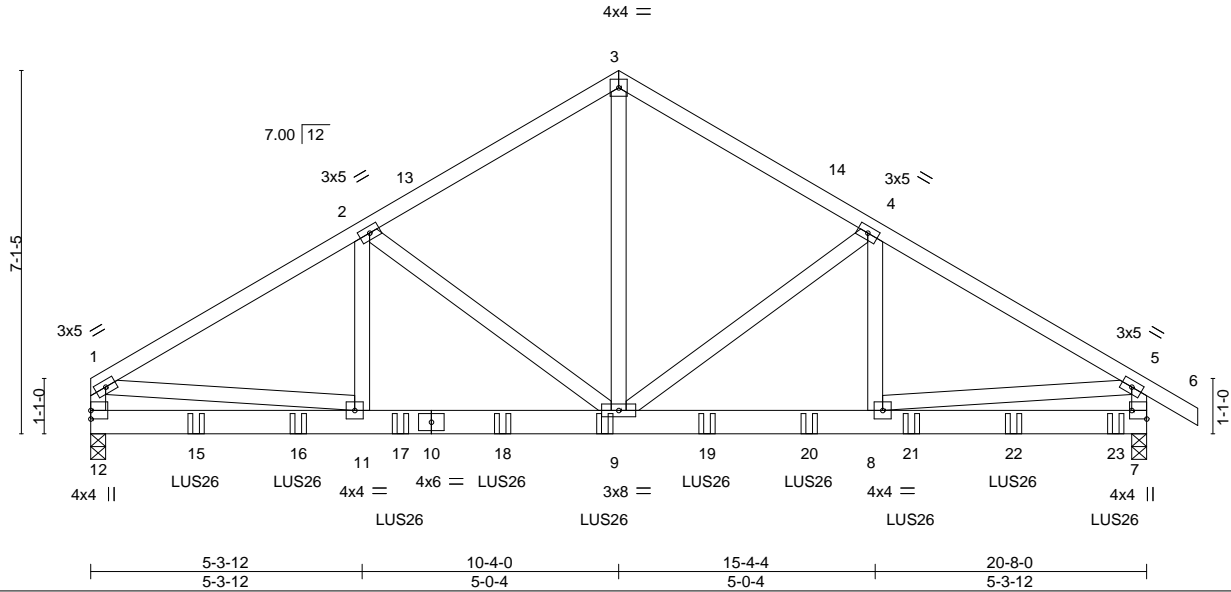 4x4 =
3
7.00 12
14
3x5
13
3x5
2
4
7-1-5
3x5
3x5
1
5
6
1-1-0
1-1-0
15 16 17 10 18 19 20 21 22 23
12 11 9 8 7
LUS26 LUS26 4x6 = LUS26 LUS26 LUS26 LUS26
4x4 || 4x4 = 3x8 = 4x4 = 4x4 ||
LUS26 LUS26 LUS26 LUS26
5-3-12 10-4-0 15-4-4 20-8-0
5-3-12 5-0-4 5-0-4 5-3-12